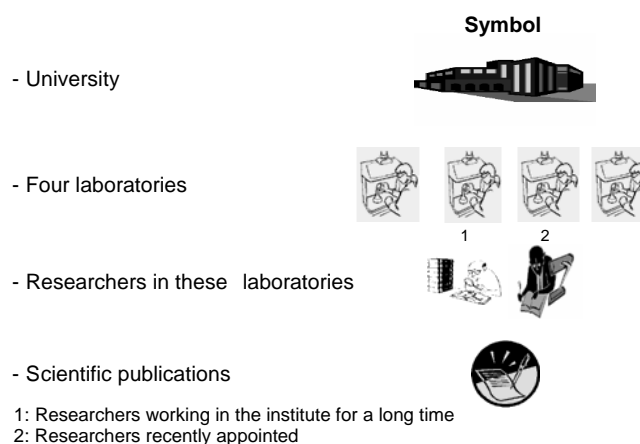 Symbol
- University
- Four laboratories
1 2
- Researchers in these laboratories
- Scientific publications
1: Researchers working in the institute for a long time
2: Researchers recently appointed